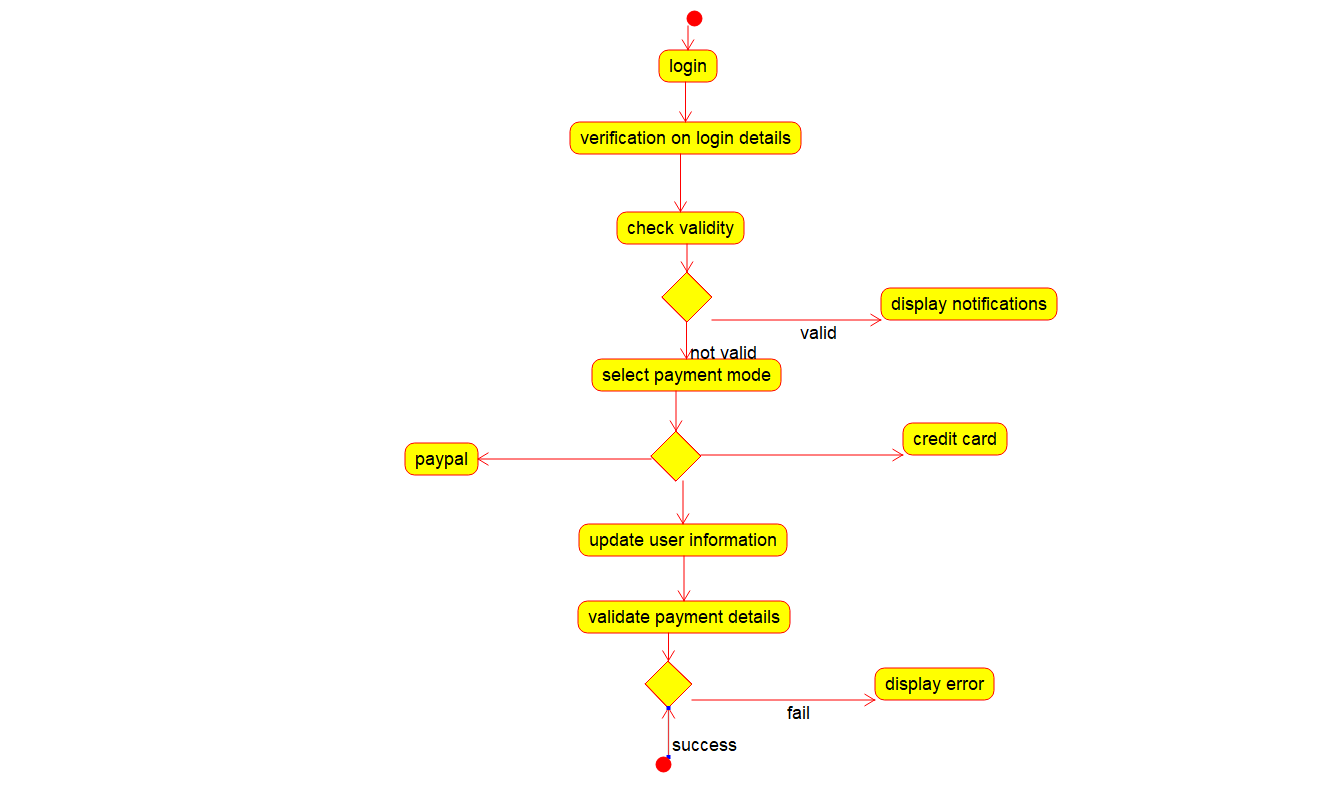 login
verification on login details
check validity
display notifications
valid
not valid
select payment mode
credit card
paypal
update user information
validate payment details
display error
fail
success